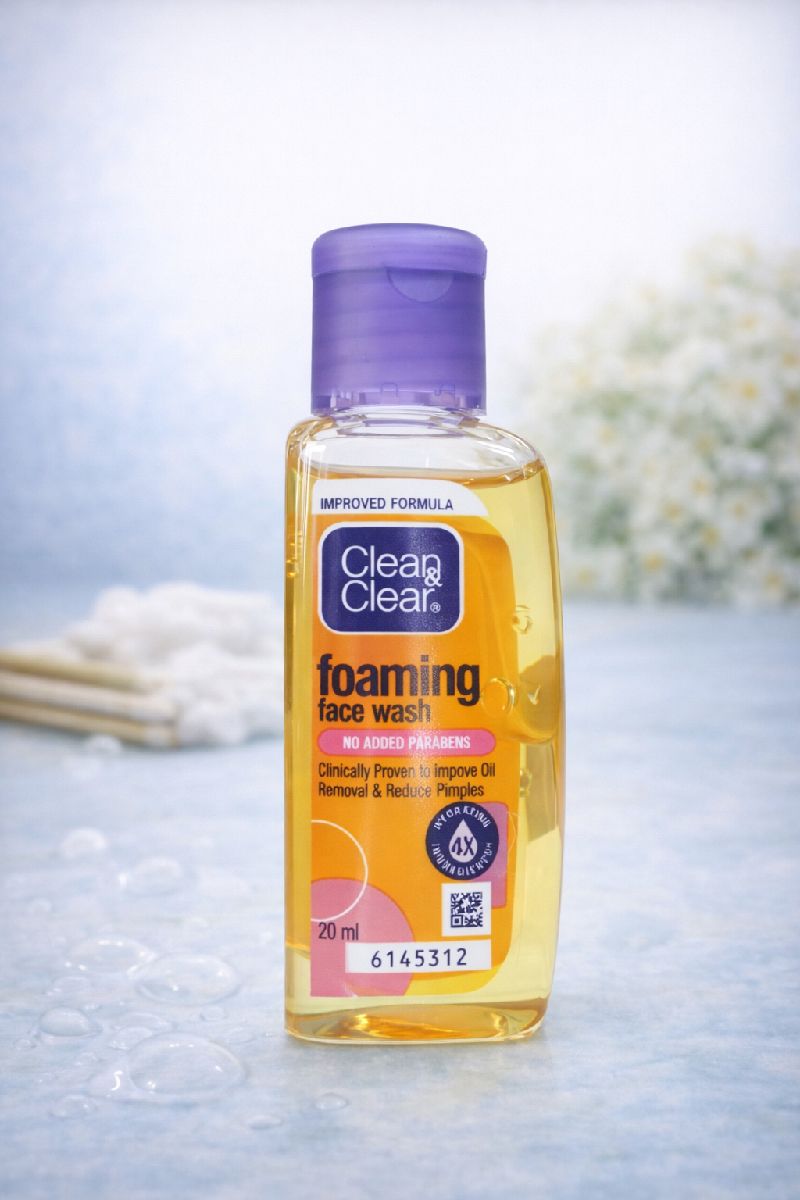 IMPROVED FORMULA
Clean
&
Clear®
foaming
face wash
NO ADDED PARABENS
Clinically Proven to impove Oil
Removal & Reduce Pimples
4X
20 ml
6145312